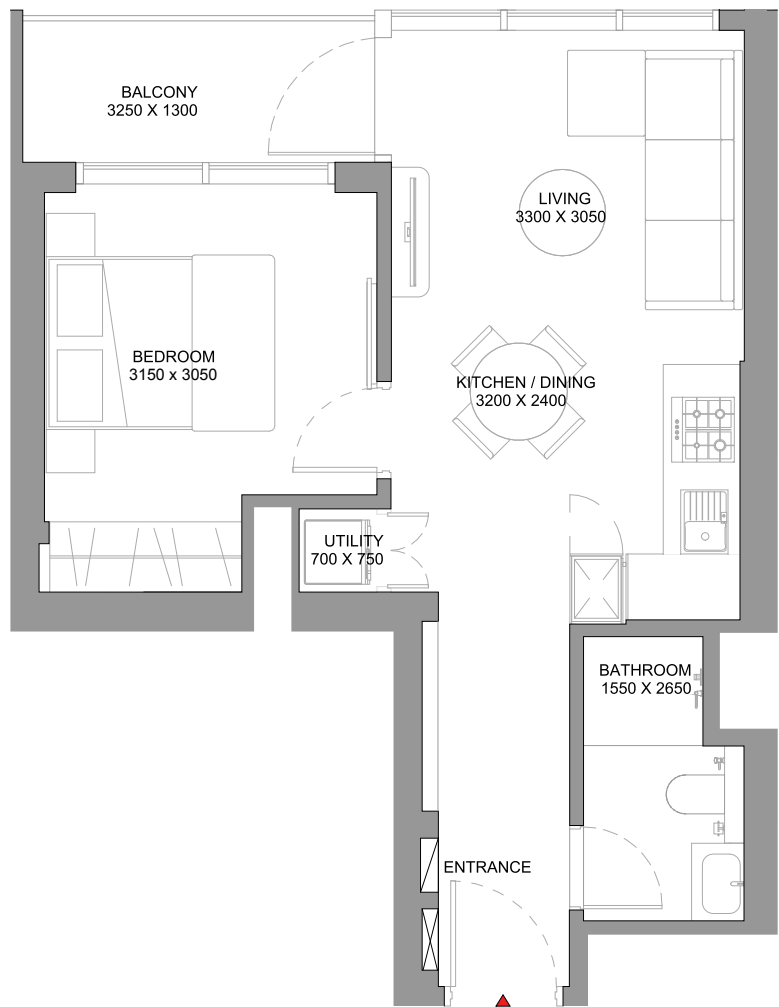 BALCONY
3250 X 1300
LIVING
3300 X 3050
BEDROOM
3150 x 3050
KITCHEN / DINING
3200 X 2400
UTILITY
700 X 750
BATHROOM
1550 X 2650
ENTRANCE